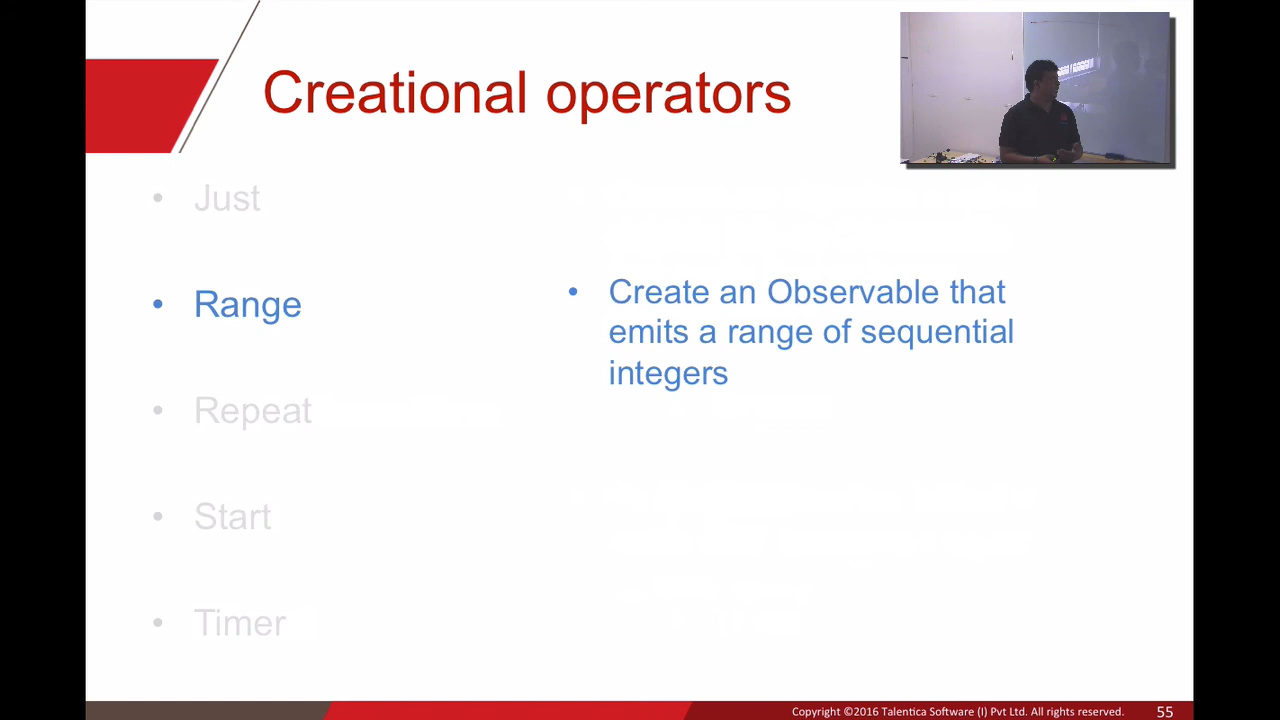 Creational operators
• Just
• Range
• Create an Observable that
emits a range of sequential
integers
• Repeat
• Start
• Timer
Copyright ©2016 Talentica Software (I) Pvt Ltd. All rights reserved.
55